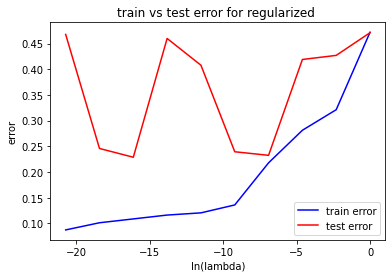 train vs test error for regularized
error
0.45
0.40
0.35
0.30
0.25
0.20
0.15
0.10
−20
−15
−10
−5
0
ln(lambda)
train error
test error